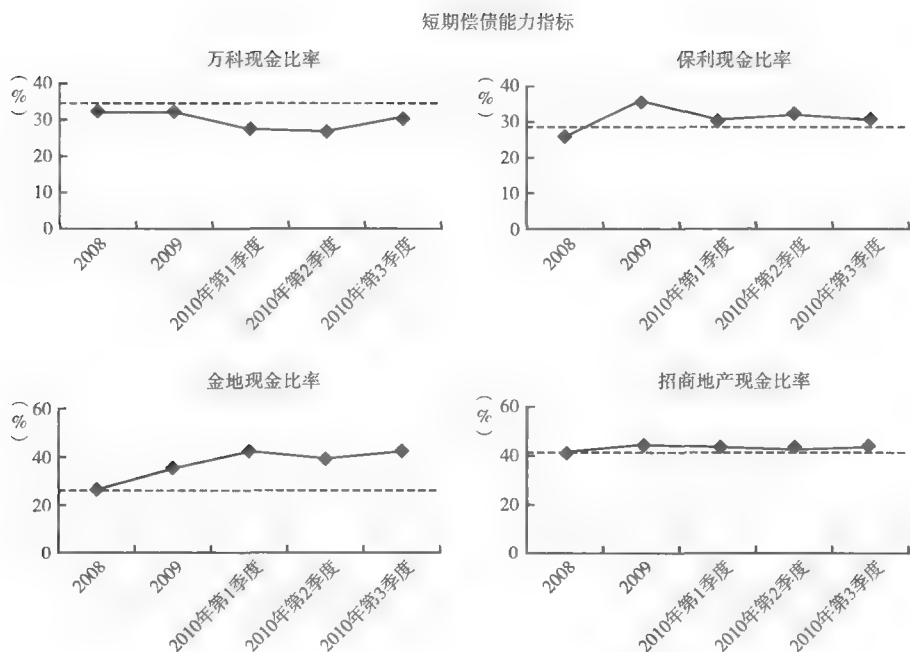 短期偿债能力指标
万科现金比率
（%）
40
30
20
10
0
2008
2009
2010年第1季度
2010年第2季度
2010年第3季度
保利现金比率
（%）
40
30
20
10
0
2008
2009
2010年第1季度
2010年第2季度
2010年第3季度
金地现金比率
（%）
60
40
20
0
2008
2009
2010年第1季度
2010年第2季度
2010年第3季度
招商地产现金比率
（%）
60
40
20
0
2008
2009
2010年第1季度
2010年第2季度
2010年第3季度